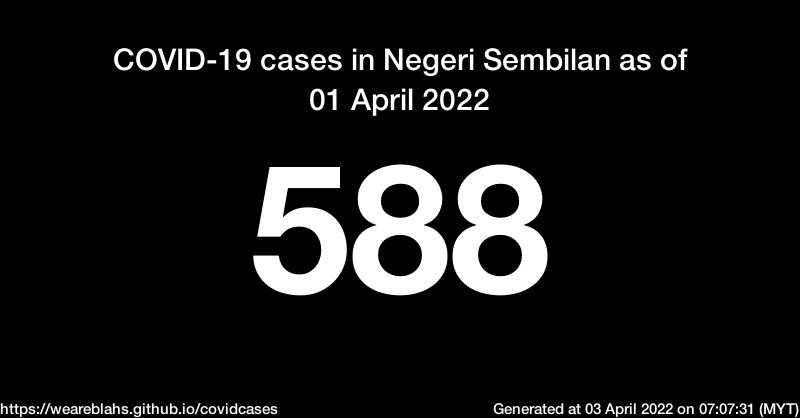 COVID-19 cases in Negeri Sembilan as of
01 April 2022
588
https://weareblahs.github.io/covidcases
Generated at 03 April 2022 on 07:07:31 (MYT)